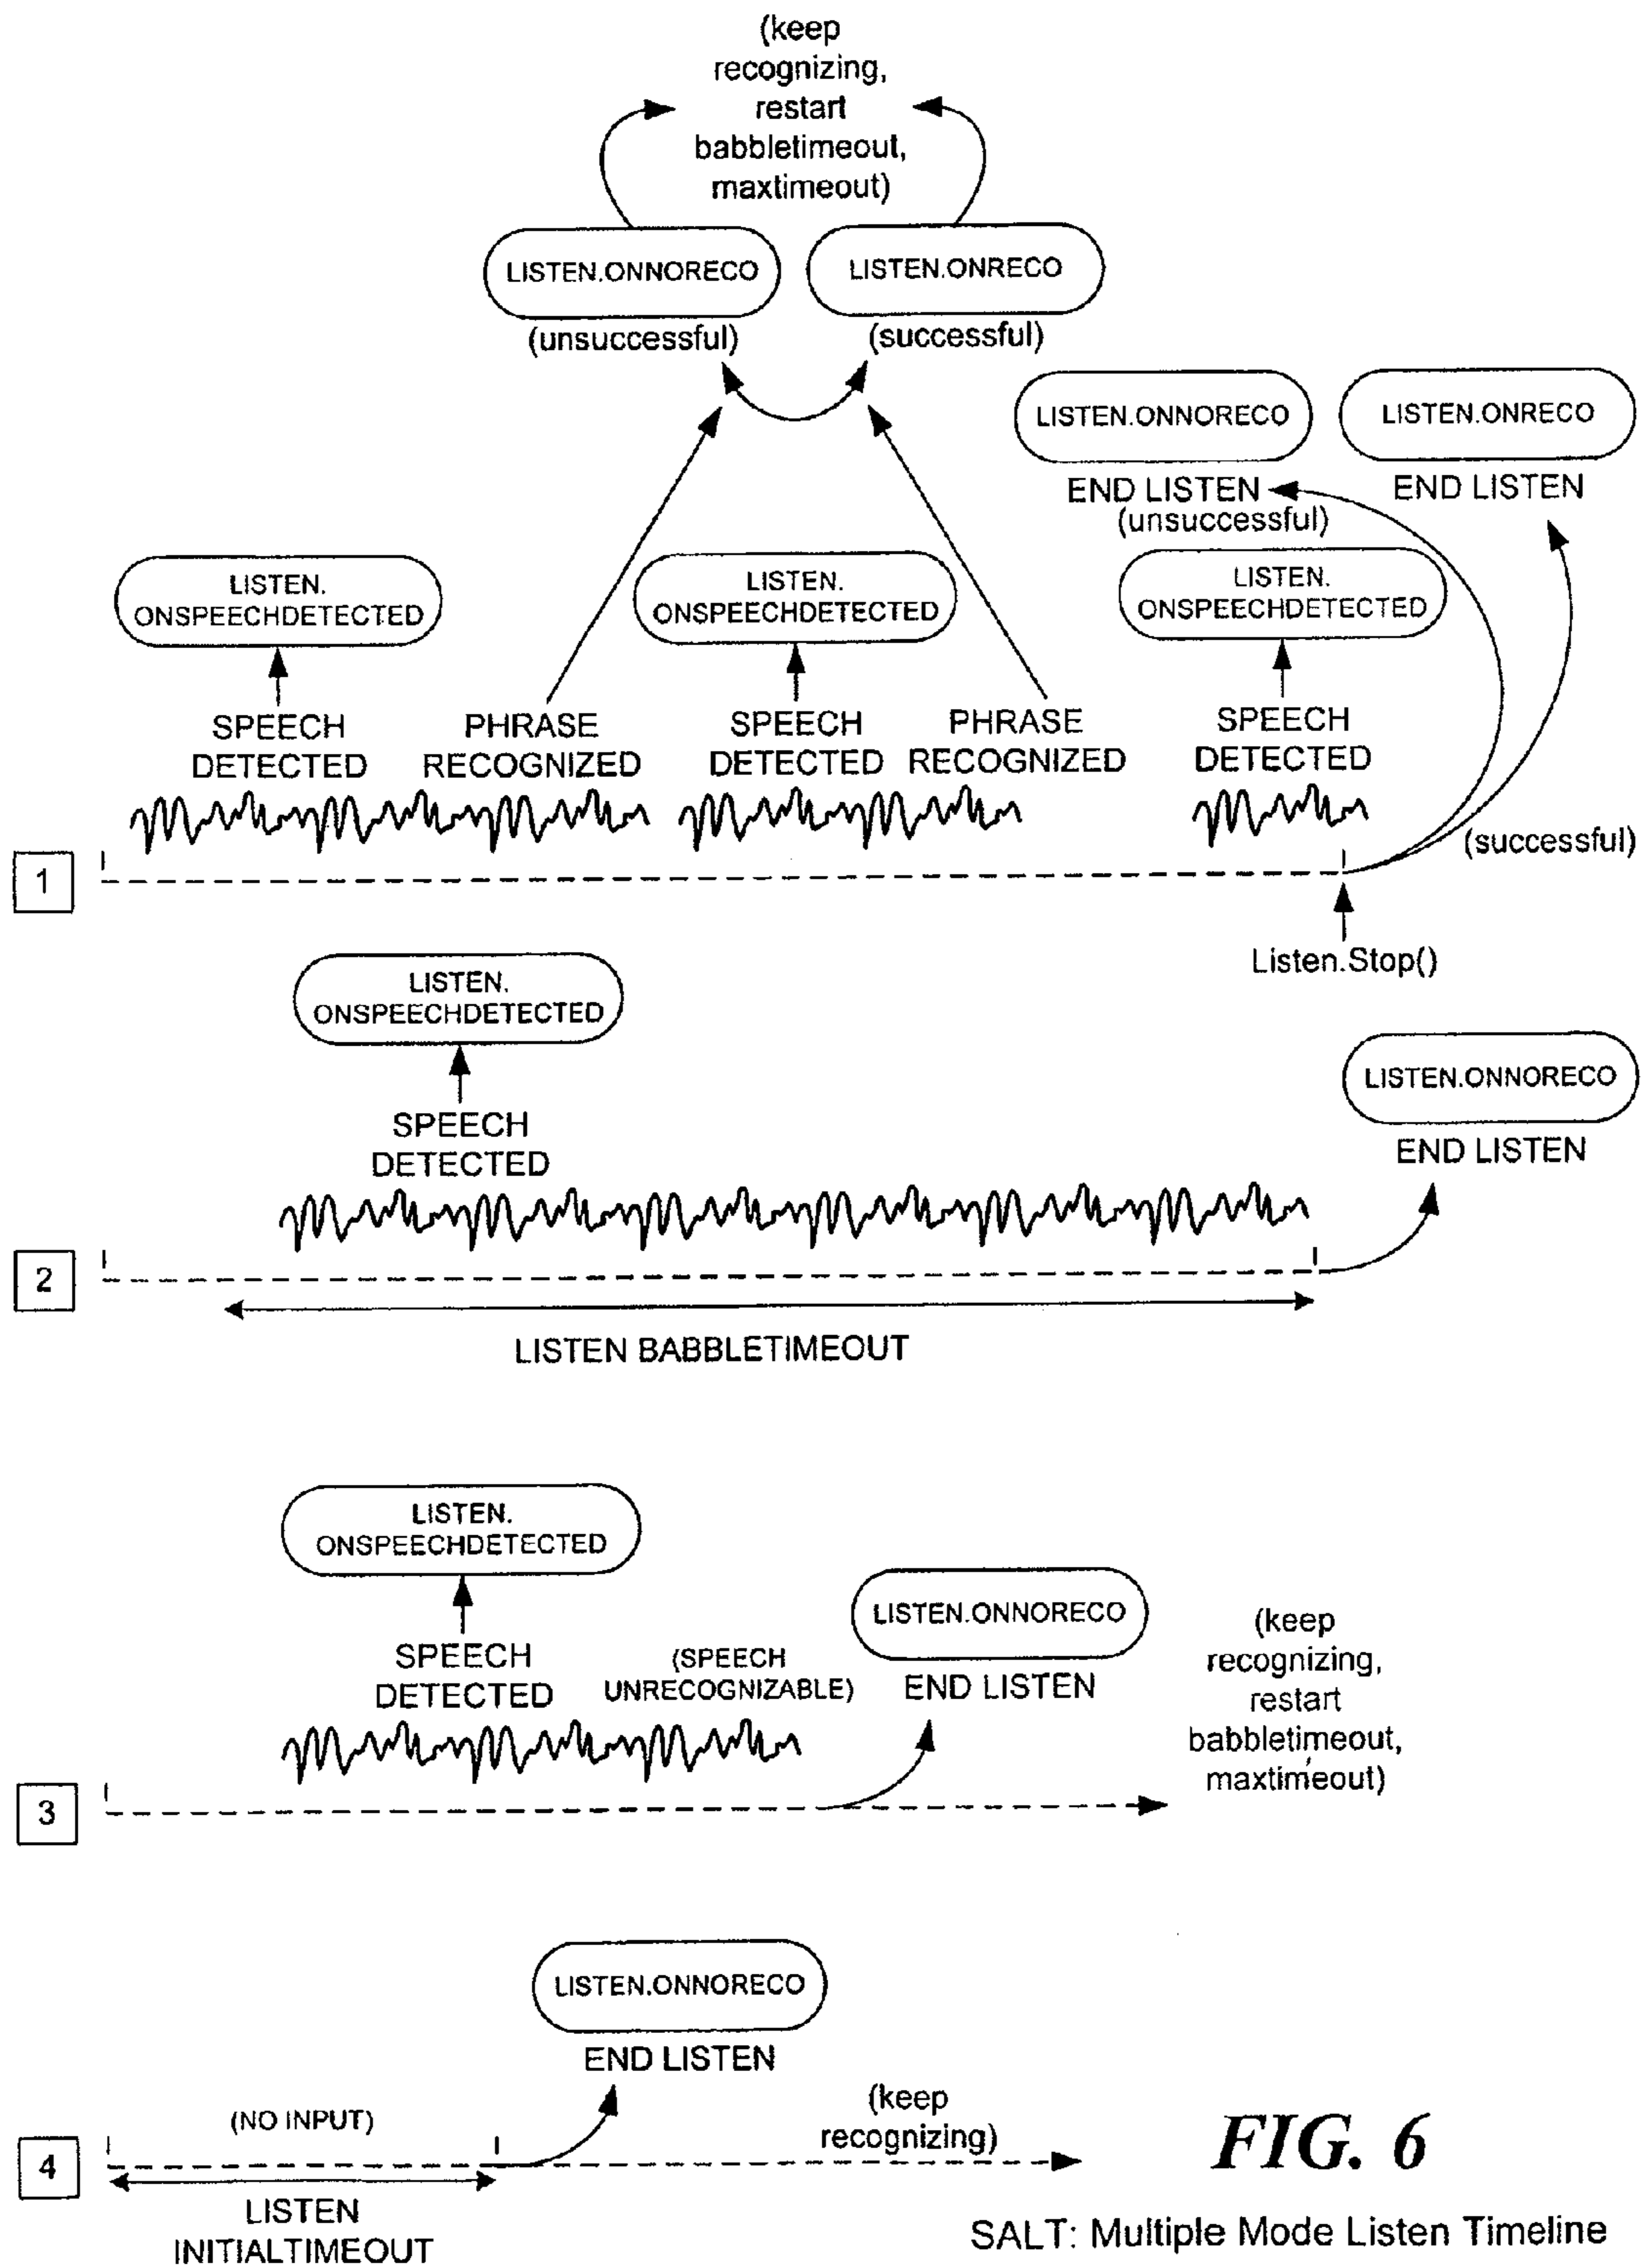 (keep
recognizing,
restart
babbletimeout,
maxtimeout)
LISTEN.ONNORECO
LISTEN.ONRECO
(unsuccessful)
(successful)
LISTEN.ONNORECO
LISTEN.ONRECO
END LISTEN
END LISTEN
(unsuccessful)
LISTEN.
ONSPEECHDETECTED
LISTEN.
ONSPEECHDETECTED
LISTEN.
ONSPEECHDETECTED
SPEECH
DETECTED
PHRASE
RECOGNIZED
SPEECH
DETECTED
PHRASE
RECOGNIZED
SPEECH
DETECTED
(successful)
1
Listen.Stop()
LISTEN.
ONSPEECHDETECTED
LISTEN.ONNORECO
END LISTEN
SPEECH
DETECTED
2
LISTEN BABBLETIMEOUT
LISTEN.
ONSPEECHDETECTED
LISTEN.ONNORECO
END LISTEN
SPEECH
DETECTED
(SPEECH
UNRECOGNIZABLE)
(keep
recognizing,
restart
babbletimeout,
maxtimeout)
3
LISTEN.ONNORECO
END LISTEN
(NO INPUT)
(keep
recognizing)
4
LISTEN
INITIALTIMEOUT
FIG. 6
SALT: Multiple Mode Listen Timeline